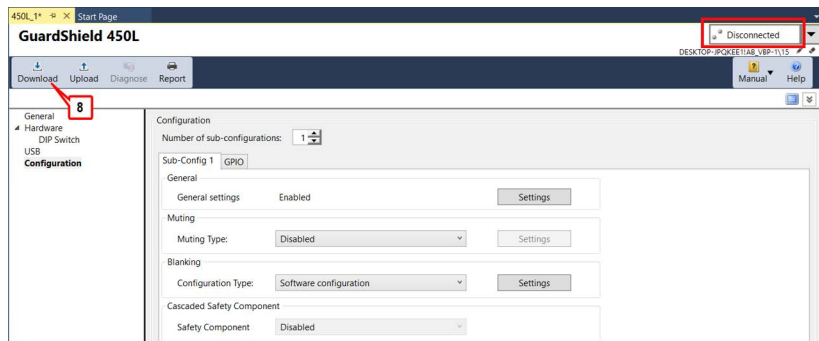 450L_1* Start Page
GuardShield 450L
Disconnected
DESKTOP-JPQKEE1!AB_VBP-1\15
Download Upload Diagnose Report Manual Help
8
General
Hardware
DIP Switch
USB
Configuration
Configuration
Number of sub-configurations: 1
Sub-Config 1 GPIO
General
General settings Enabled Settings
Muting
Muting Type: Disabled Settings
Blanking
Configuration Type: Software configuration Settings
Cascaded Safety Component
Safety Component Disabled